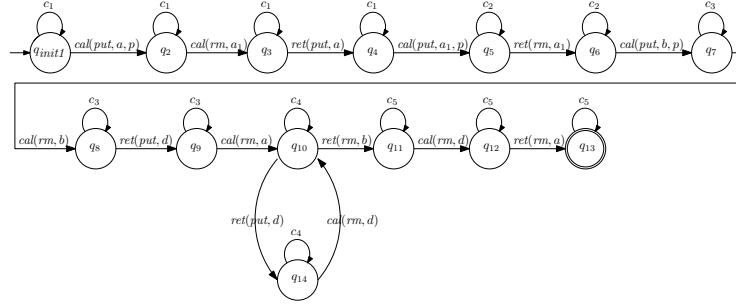 c₁ c₁ c₁ c₁ c₂ c₂ c₃
q_init1 cal(put, a, p) q₂ cal(rm, a₁) q₃ ret(put, a) q₄ cal(put, a₁, p) q₅ ret(rm, a₁) q₆ cal(put, b, p) q₇
c₃ c₃ c₄ c₅ c₅ c₅
cal(rm, b) q₈ ret(put, d) q₉ cal(rm, a) q₁₀ ret(rm, b) q₁₁ cal(rm, d) q₁₂ ret(rm, a) q₁₃
ret(put, d) cal(rm, d)
c₄
q₁₄